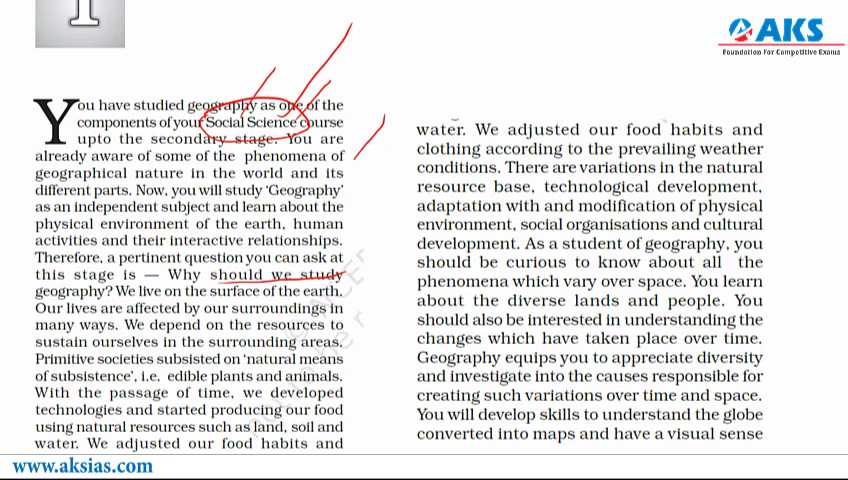 AKS
Foundation For Competitive Exams
You have studied geography as one of the
components of your Social Science course
upto the secondary stage. You are
already aware of some of the phenomena of
geographical nature in the world and its
different parts. Now, you will study ‘Geography’
as an independent subject and learn about the
physical environment of the earth, human
activities and their interactive relationships.
Therefore, a pertinent question you can ask at
this stage is — Why should we study
geography? We live on the surface of the earth.
Our lives are affected by our surroundings in
many ways. We depend on the resources to
sustain ourselves in the surrounding areas.
Primitive societies subsisted on ‘natural means
of subsistence’, i.e. edible plants and animals.
With the passage of time, we developed
technologies and started producing our food
using natural resources such as land, soil and
water. We adjusted our food habits and
water. We adjusted our food habits and
clothing according to the prevailing weather
conditions. There are variations in the natural
resource base, technological development,
adaptation with and modification of physical
environment, social organisations and cultural
development. As a student of geography, you
should be curious to know about all the
phenomena which vary over space. You learn
about the diverse lands and people. You
should also be interested in understanding the
changes which have taken place over time.
Geography equips you to appreciate diversity
and investigate into the causes responsible for
creating such variations over time and space.
You will develop skills to understand the globe
converted into maps and have a visual sense
www.aksias.com